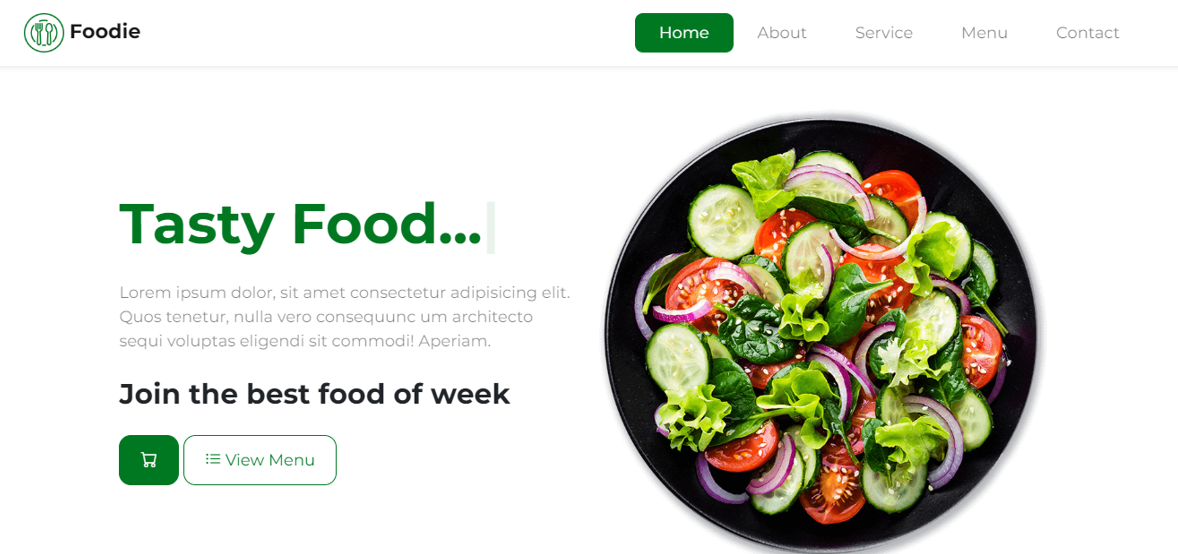 Foodie
Home About Service Menu Contact
Tasty Food...
Lorem ipsum dolor, sit amet consectetur adipisicing elit.
Quos tenetur, nulla vero consequunc um architecto
sequi voluptas eligendi sit commodi! Aperiam.
Join the best food of week
View Menu